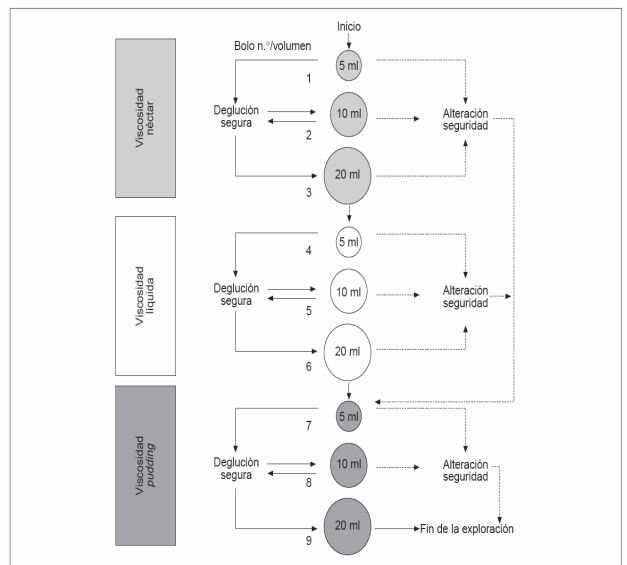 Inicio
Bolo n.°/volumen
5 ml
1
Viscosidad
néctar
Deglución
segura
10 ml
2
Alteración
seguridad
20 ml
3
5 ml
4
Viscosidad
líquida
Deglución
segura
10 ml
5
Alteración
seguridad
20 ml
6
5 ml
7
Viscosidad
pudding
Deglución
segura
10 ml
8
Alteración
seguridad
20 ml
9
Fin de la exploración